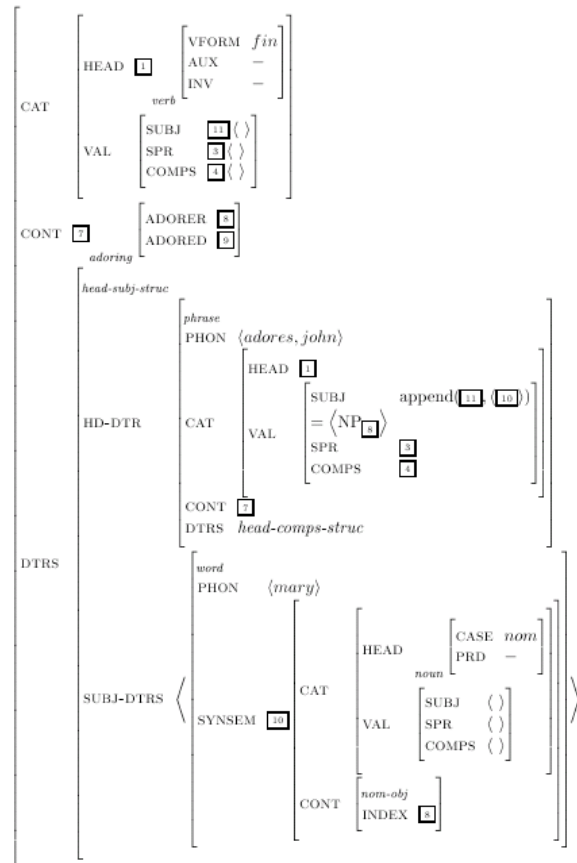 HEAD 1
VFORM fin
AUX −
INV −
verb
CAT
VAL
SUBJ 11 ⟨ ⟩
SPR 3 ⟨ ⟩
COMPS 4 ⟨ ⟩
CONT 7
ADORER 8
ADORED 9
adoring
DTRS
head-subj-struc
HD-DTR
phrase
PHON ⟨adores, john⟩
CAT
HEAD 1
VAL
SUBJ append(11, ⟨10⟩)
= ⟨NP8⟩
SPR 3
COMPS 4
CONT 7
DTRS head-comps-struc
SUBJ-DTRS
word
PHON ⟨mary⟩
SYNSEM 10
CAT
HEAD
CASE nom
PRD −
noun
VAL
SUBJ ⟨ ⟩
SPR ⟨ ⟩
COMPS ⟨ ⟩
CONT
nom-obj
INDEX 8